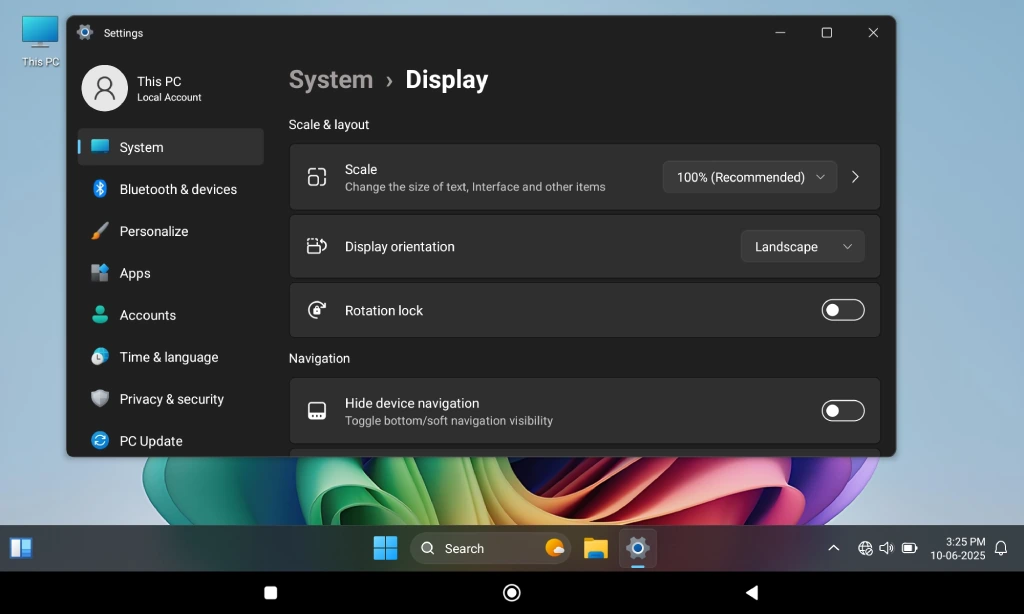 This PC
Settings
This PC
Local Account
System
Bluetooth & devices
Personalize
Apps
Accounts
Time & language
Privacy & security
PC Update
System › Display
Scale & layout
Scale
Change the size of text, Interface and other items
100% (Recommended)
Display orientation
Landscape
Rotation lock
Navigation
Hide device navigation
Toggle bottom/soft navigation visibility
Search
3:25 PM
10-06-2025